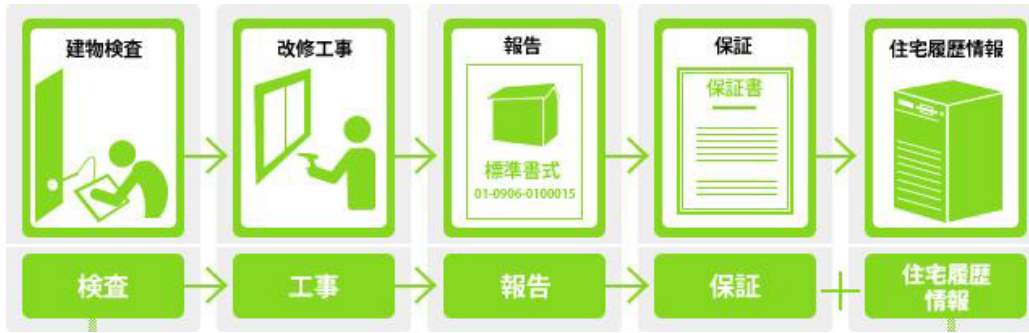 建物検査
改修工事
報告
保証
住宅履歴情報
標準書式
01-0906-0100015
保証書
検査
工事
報告
保証
住宅履歴
情報